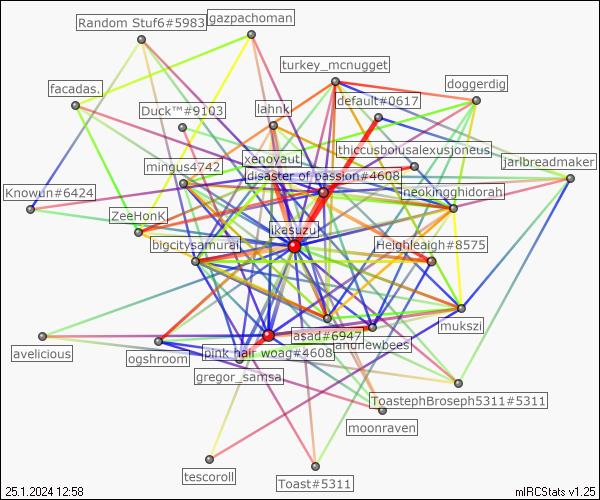 gazpachoman
Random Stuf6#5983
turkey_mcnugget
doggerdig
facadas.
default#0617
Duck™#9103
lahnk
thiccusbolusalexusjoneus
xenoyaut
jarlbreadmaker
mingus4742
disaster of passion#4608
Knowun#6424
neokingghidorah
ZeeHonK
ikasuzu
bigcitysamurai
Heighleaigh#8575
mukszi
asad#6947
andrewbees
avelicious
ogshroom
pink hair woag#4608
gregor_samsa
ToastephBroseph5311#5311
moonraven
tescoroll
Toast#5311
25.1.2024 12:58
mIRCStats v1.25